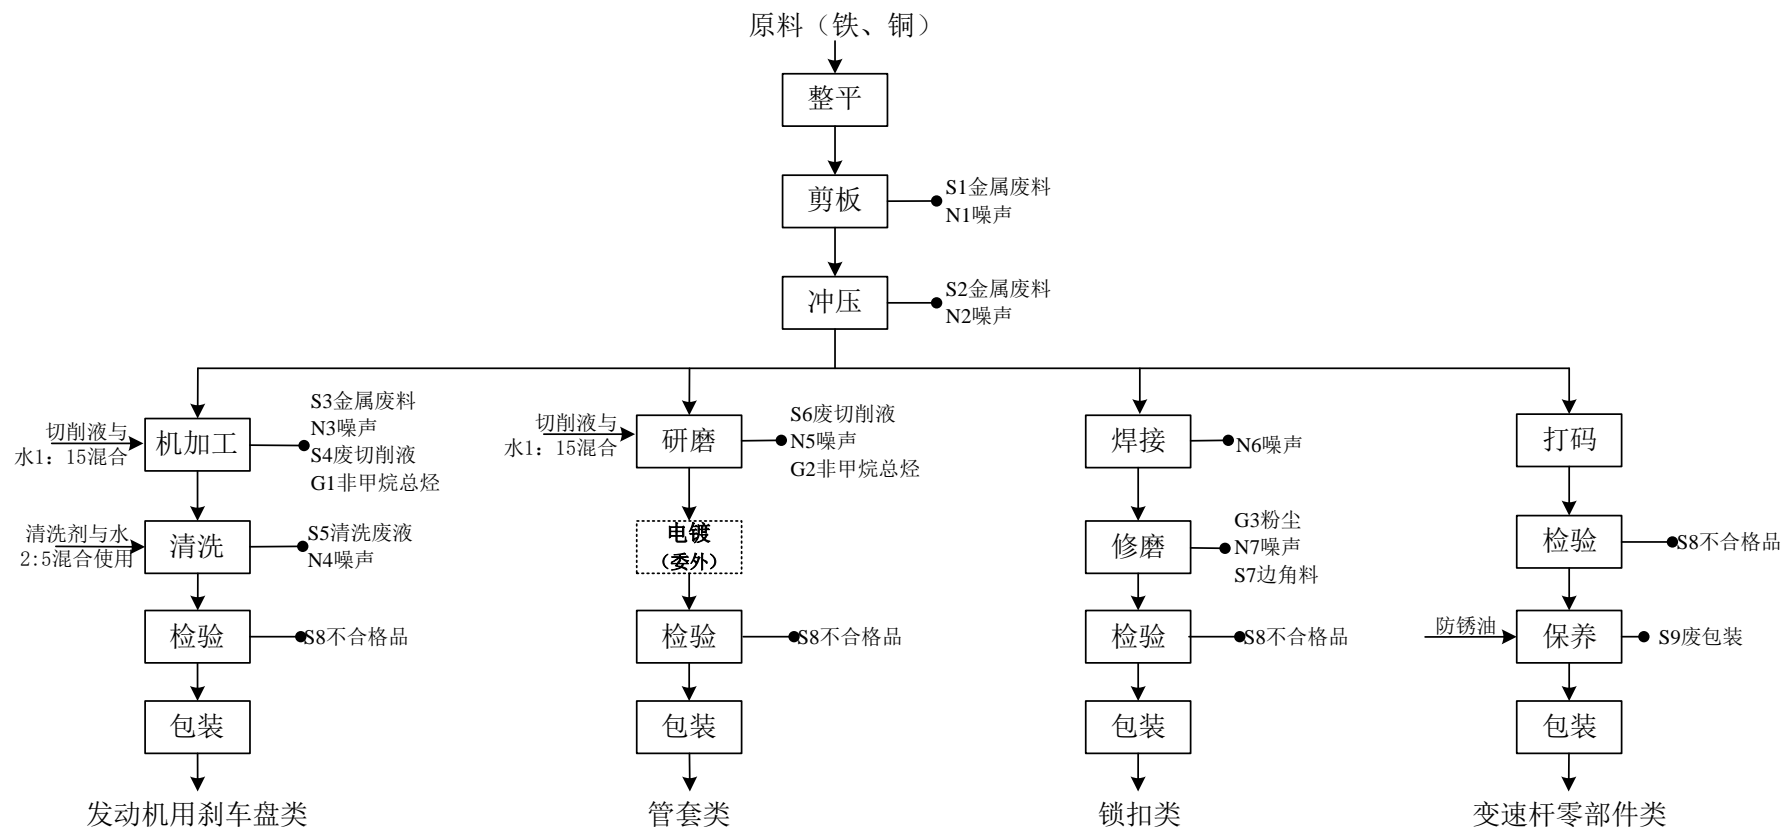 原料（铁、铜）
整平
剪板
S1金属废料
N1噪声
冲压
S2金属废料
N2噪声
切削液与
水1：15混合
机加工
S3金属废料
N3噪声
S4废切削液
G1非甲烷总烃
清洗剂与水
2:5混合使用
清洗
S5清洗废液
N4噪声
检验
S8不合格品
包装
发动机用刹车盘类
切削液与
水1：15混合
研磨
S6废切削液
N5噪声
G2非甲烷总烃
电镀
（委外）
检验
S8不合格品
包装
管套类
焊接
N6噪声
修磨
G3粉尘
N7噪声
S7边角料
检验
S8不合格品
包装
锁扣类
打码
检验
S8不合格品
防锈油
保养
S9废包装
包装
变速杆零部件类